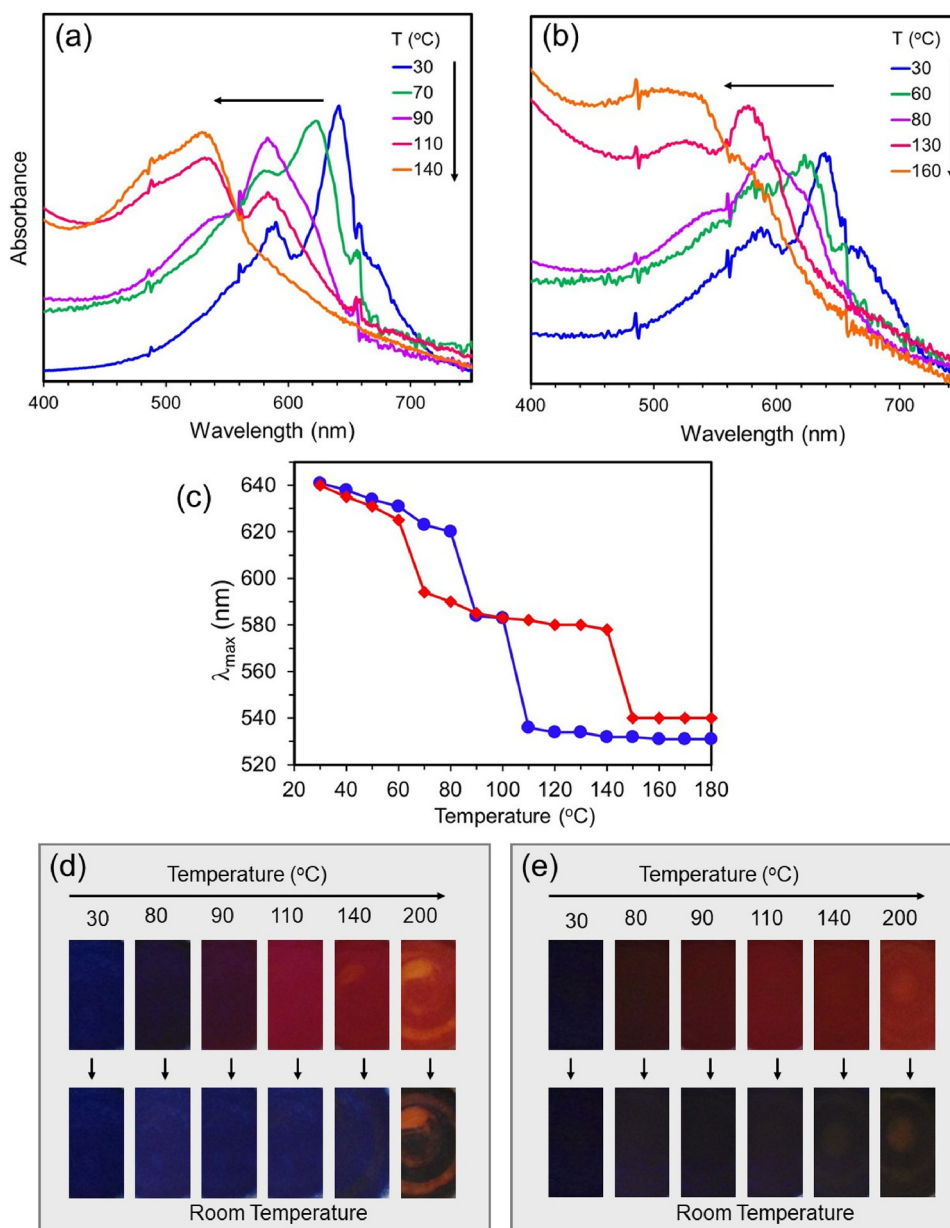 (a)
T (°C)
30
70
90
110
140
Absorbance
400 500 600 700
Wavelength (nm)
(b)
T (°C)
30
60
80
130
160
400 500 600 700
Wavelength (nm)
(c)
λmax (nm)
640
620
600
580
560
540
520
20 40 60 80 100 120 140 160 180
Temperature (°C)
(d)
Temperature (°C)
30 80 90 110 140 200
Room Temperature
(e)
Temperature (°C)
30 80 90 110 140 200
Room Temperature